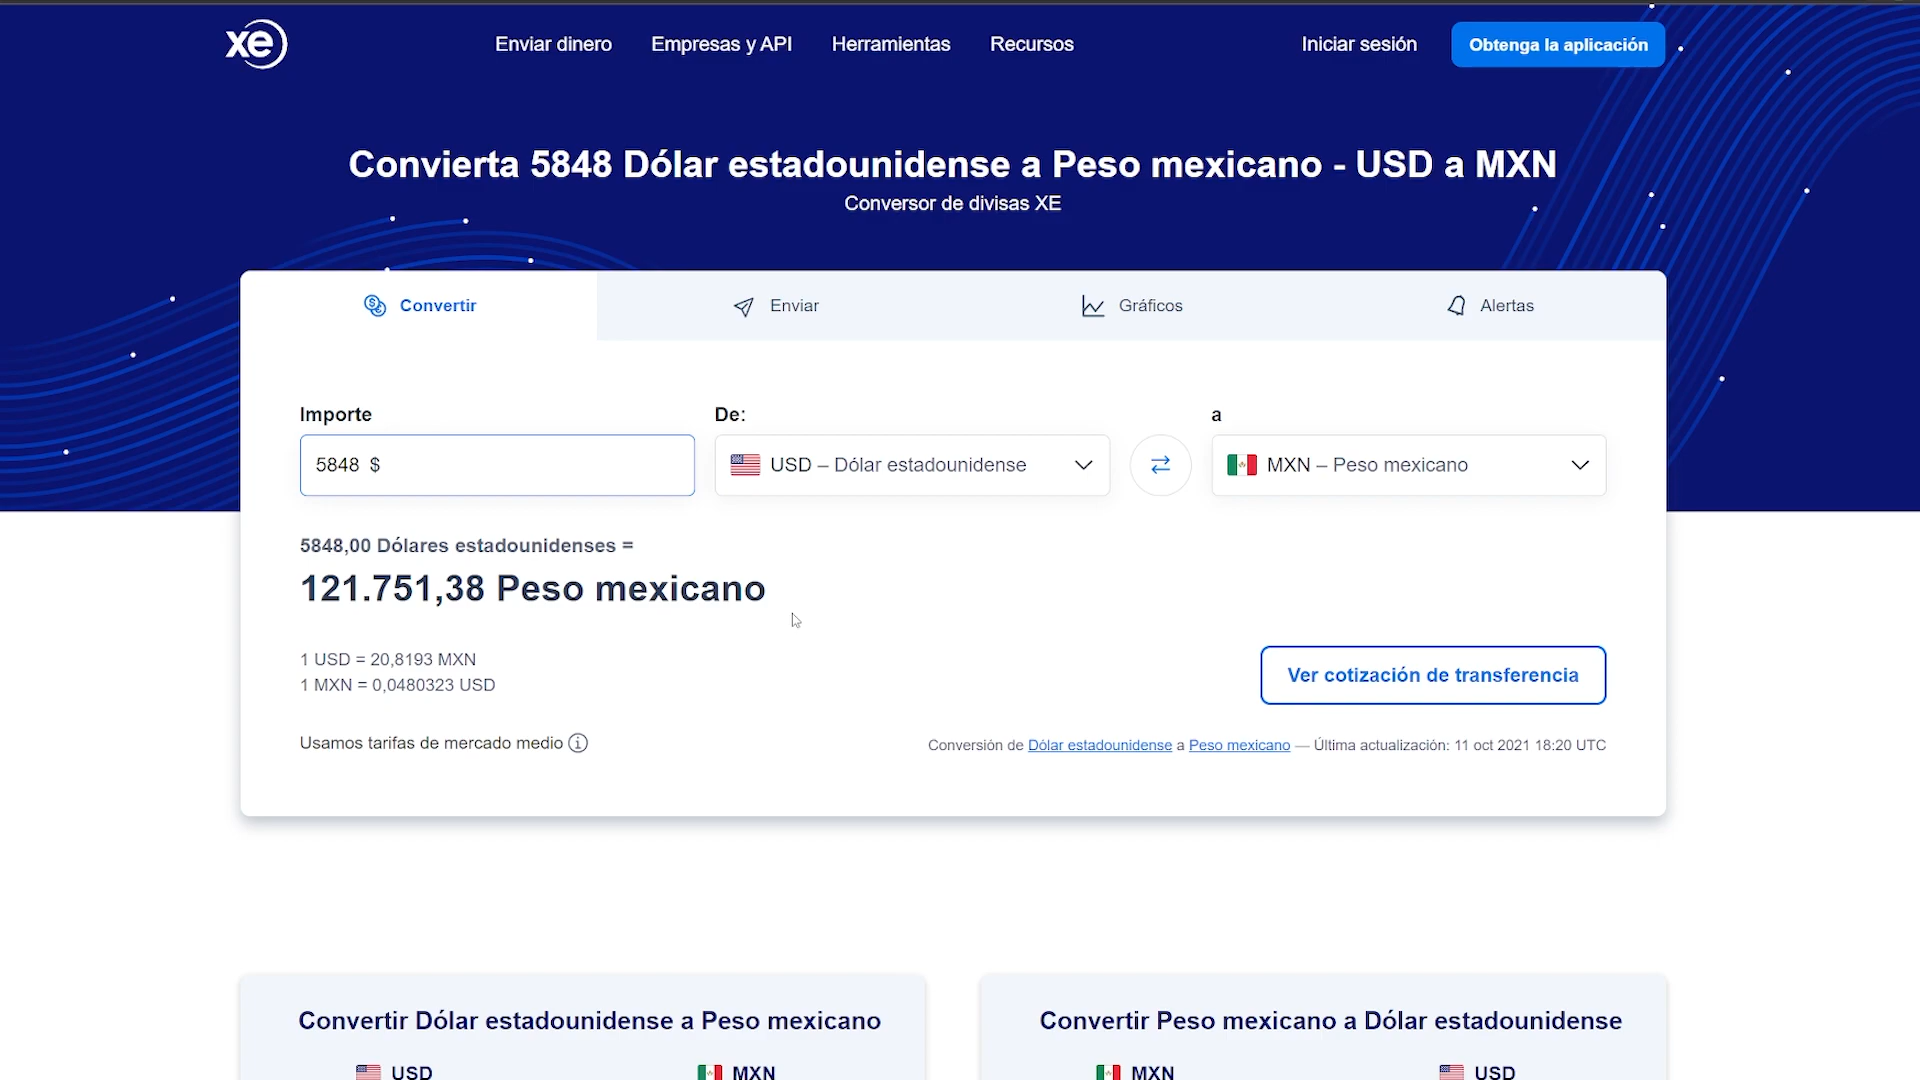 xe
Enviar dinero
Empresas y API
Herramientas
Recursos
Iniciar sesión
Obtenga la aplicación
Convierta 5848 Dólar estadounidense a Peso mexicano - USD a MXN
Conversor de divisas XE
Convertir
Enviar
Gráficos
Alertas
Importe
De:
a
5848 $
USD – Dólar estadounidense
MXN – Peso mexicano
5848,00 Dólares estadounidenses =
121.751,38 Peso mexicano
1 USD = 20,8193 MXN
1 MXN = 0,0480323 USD
Ver cotización de transferencia
Usamos tarifas de mercado medio
Conversión de Dólar estadounidense a Peso mexicano — Última actualización: 11 oct 2021 18:20 UTC
Convertir Dólar estadounidense a Peso mexicano
USD
MXN
Convertir Peso mexicano a Dólar estadounidense
MXN
USD